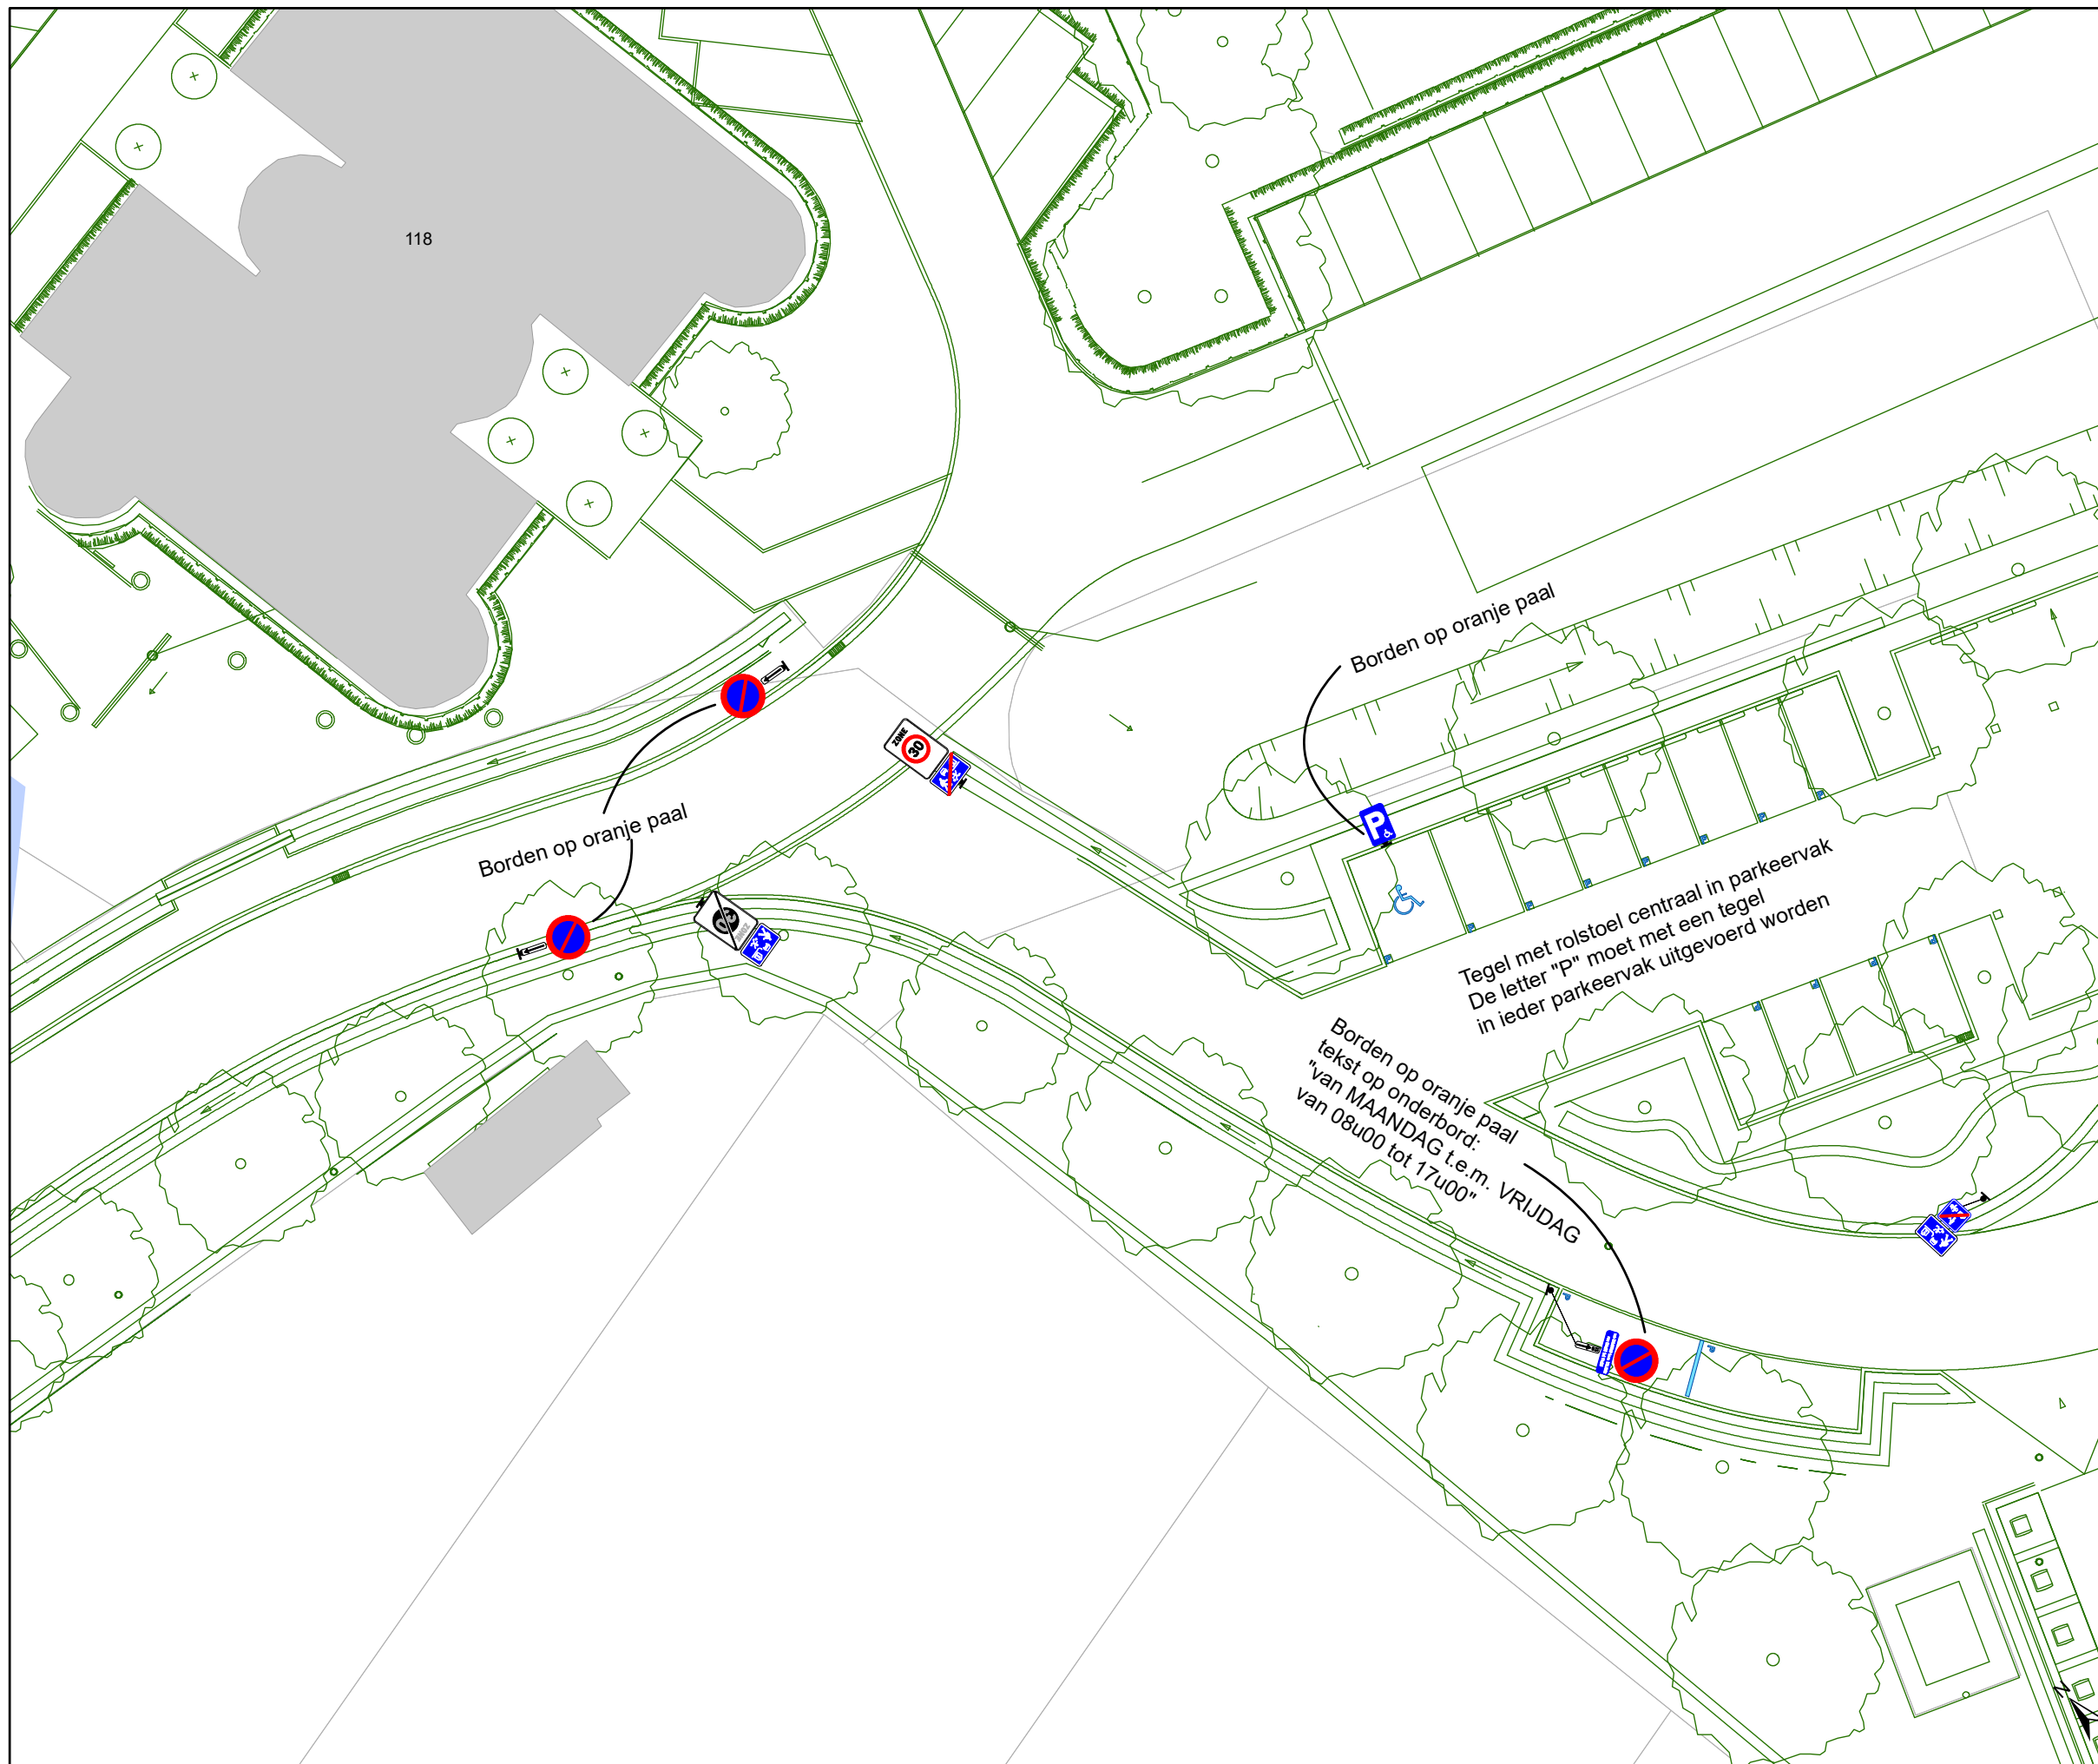 118
Borden op oranje paal
ZONE
30
P
Borden op oranje paal
Tegel met rolstoel centraal in parkeervak
De letter "P" moet met een tegel
in ieder parkeervak uitgevoerd worden
30
ZONE
Borden op oranje paal
tekst op onderbord:
"van MAANDAG t.e.m. VRIJDAG
van 08u00 tot 17u00"
N